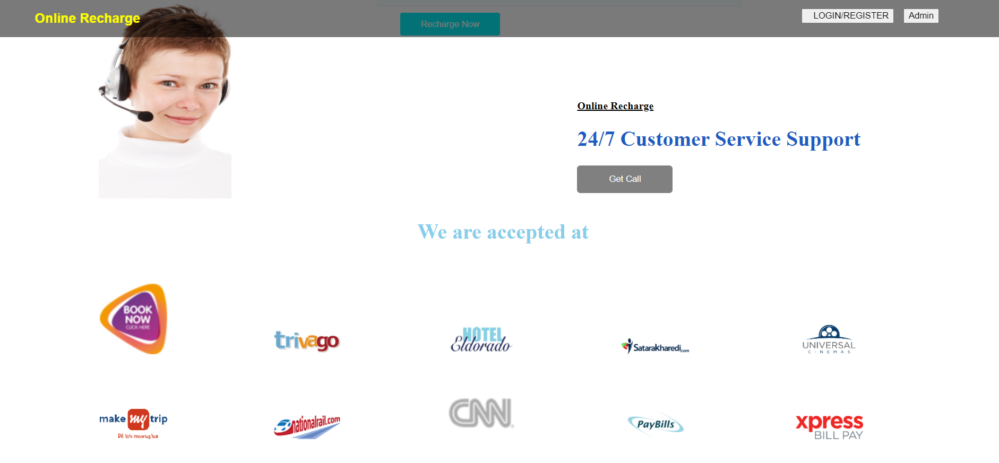 Online Recharge
Recharge Now
LOGIN/REGISTER
Admin
Online Recharge
24/7 Customer Service Support
Get Call
We are accepted at
BOOK
NOW
CLICK HERE
trivago
HOTEL
Eldorado
SataraKharedi.com
UNIVERSAL
CINEMAS
make my trip
Dil to roaming hai
nationalrail.com
CNN
PayBills
xpress
BILL PAY